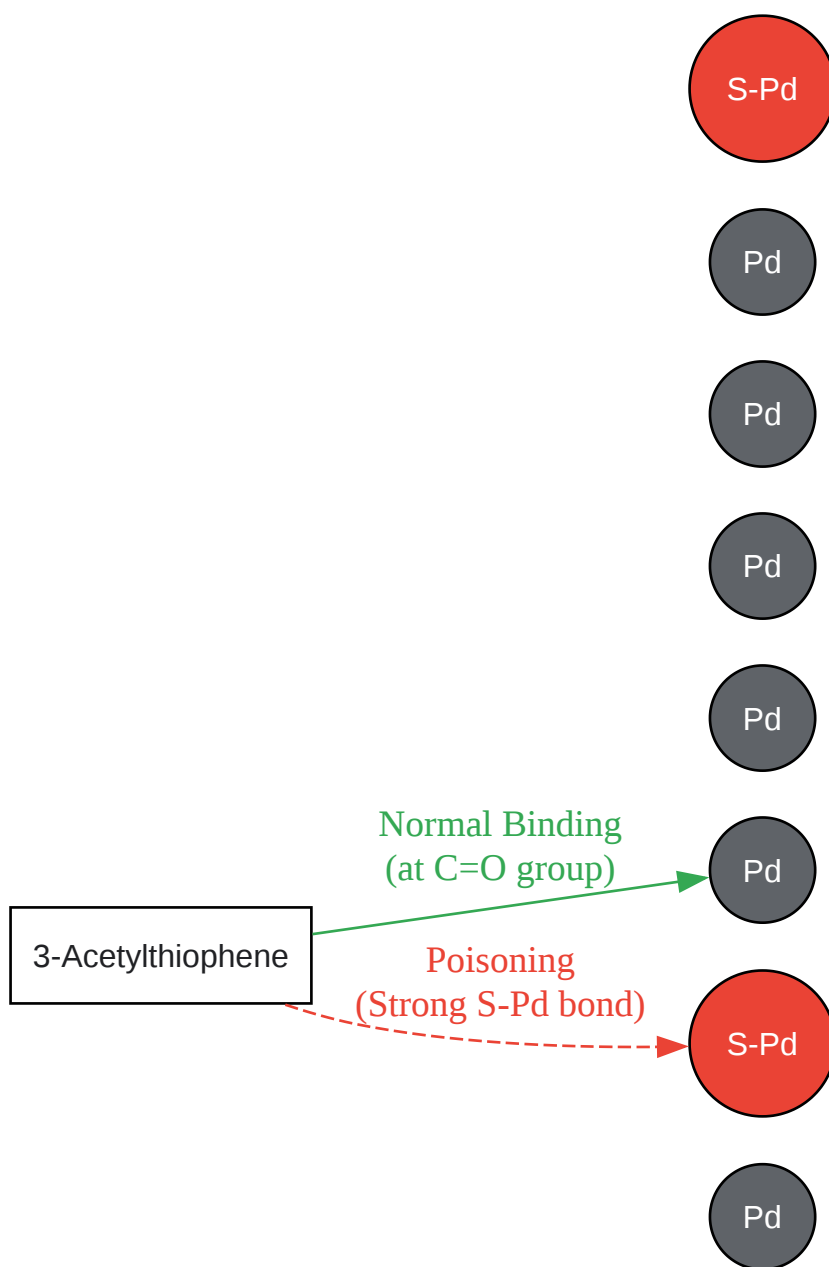 S-Pd
Pd
Pd
Pd
Pd
Normal Binding
(at C=O group)
Pd
3-Acetylthiophene
Poisoning
(Strong S-Pd bond)
S-Pd
Pd